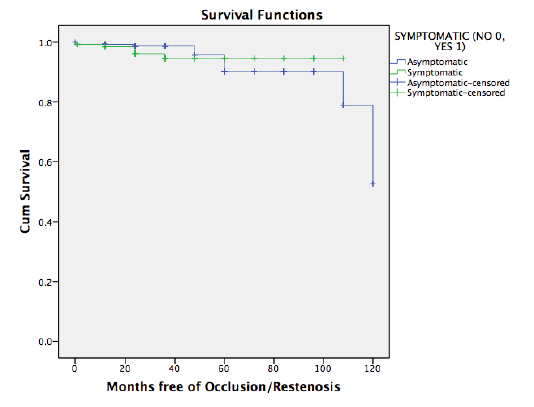 Survival Functions
SYMPTOMATIC (NO 0,
YES 1)
Asymptomatic
Symptomatic
Asymptomatic-censored
Symptomatic-censored
Cum Survival
1.0
0.8
0.6
0.4
0.2
0.0
0 20 40 60 80 100 120
Months free of Occlusion/Restenosis